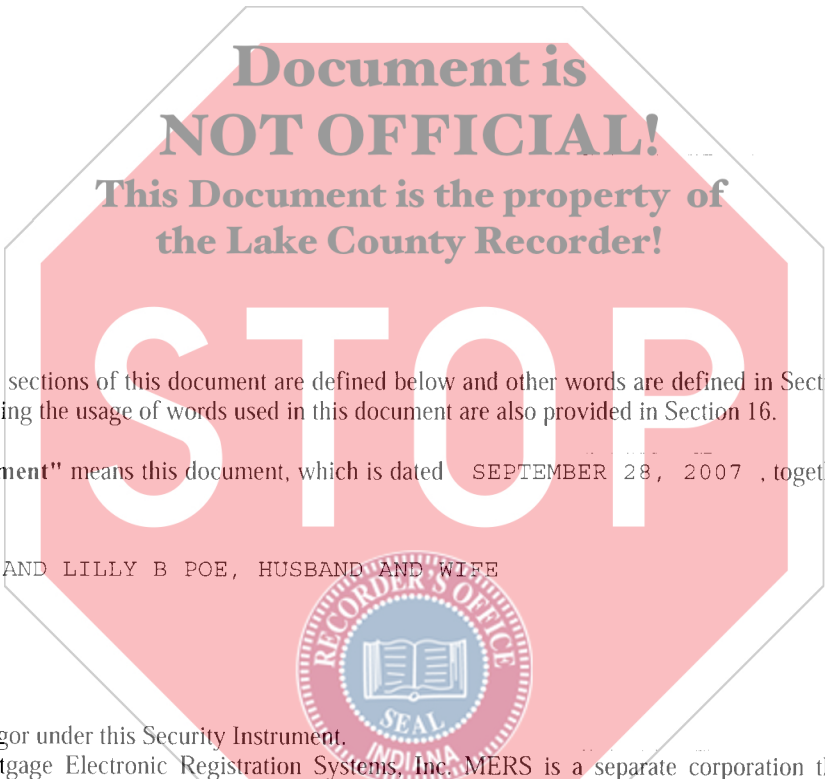 Document is
NOT OFFICIAL!
This Document is the property of
the Lake County Recorder!
STOP
sections of this document are defined below and other words are defined in Sect
ing the usage of words used in this document are also provided in Section 16.
ment" means this document, which is dated SEPTEMBER 28, 2007 , toget
AND LILLY B POE, HUSBAND AND WIFE
RECORDER'S OFFICE
SEAL
INDIANA
gor under this Security Instrument.
tgage Electronic Registration Systems, Inc. MERS is a separate corporation th